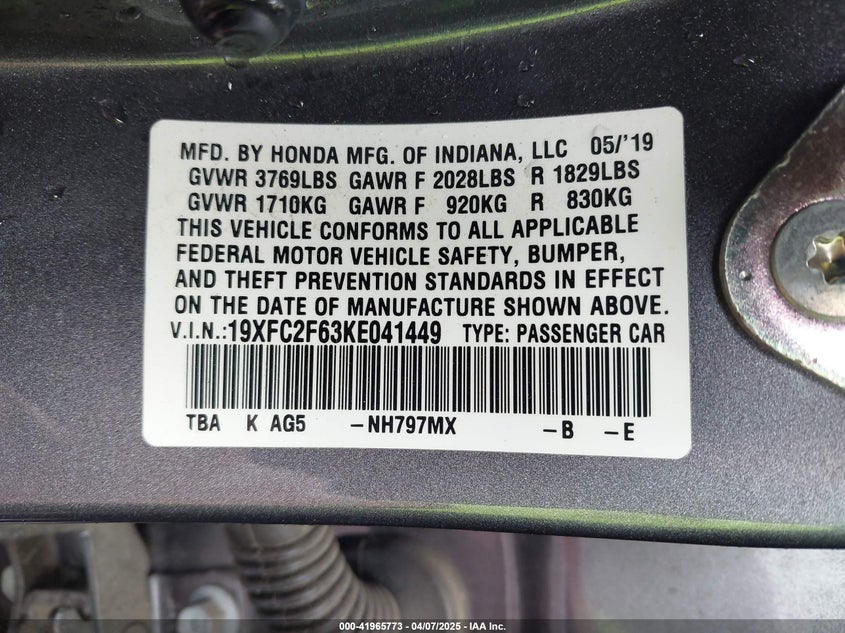 MFD. BY HONDA MFG. OF INDIANA, LLC 05/'19
GVWR 3769LBS GAWR F 2028LBS R 1829LBS
GVWR 1710KG GAWR F 920KG R 830KG
THIS VEHICLE CONFORMS TO ALL APPLICABLE
FEDERAL MOTOR VEHICLE SAFETY, BUMPER,
AND THEFT PREVENTION STANDARDS IN EFFECT
ON THE DATE OF MANUFACTURE SHOWN ABOVE.
V.I.N.:19XFC2F63KE041449 TYPE: PASSENGER CAR
TBA K AG5 –NH797MX –B –E
000-41965773 – 04/07/2025 – IAA Inc.